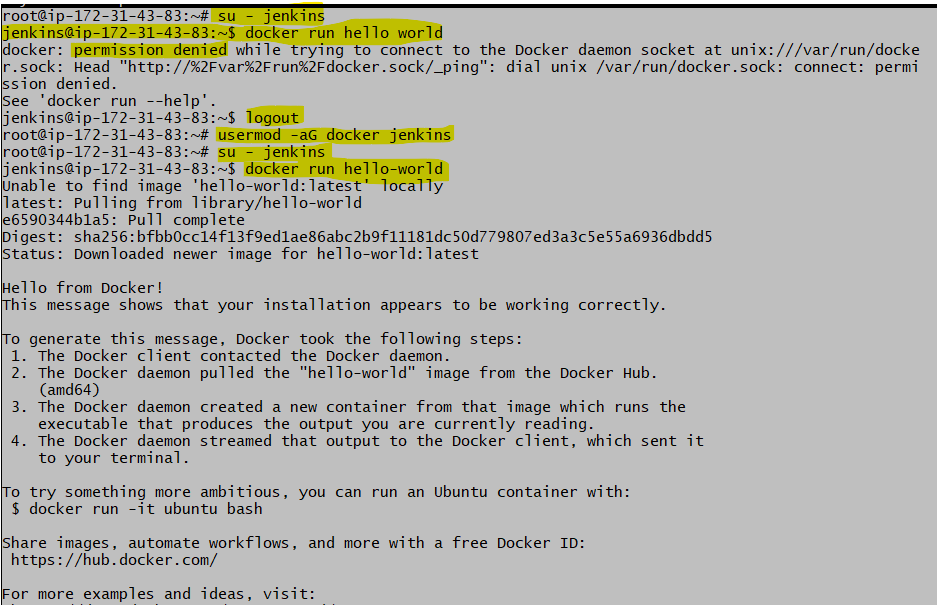 root@ip-172-31-43-83:~# su - jenkins
jenkins@ip-172-31-43-83:~$ docker run hello world
docker: permission denied while trying to connect to the Docker daemon socket at unix:///var/run/docke
r.sock: Head "http://%2Fvar%2Frun%2Fdocker.sock/_ping": dial unix /var/run/docker.sock: connect: permi
ssion denied.
See 'docker run --help'.
jenkins@ip-172-31-43-83:~$ logout
root@ip-172-31-43-83:~# usermod -aG docker jenkins
root@ip-172-31-43-83:~# su - jenkins
jenkins@ip-172-31-43-83:~$ docker run hello-world
Unable to find image 'hello-world:latest' locally
latest: Pulling from library/hello-world
e6590344b1a5: Pull complete
Digest: sha256:bfbb0cc14f13f9ed1ae86abc2b9f11181dc50d779807ed3a3c5e55a6936dbdd5
Status: Downloaded newer image for hello-world:latest
Hello from Docker!
This message shows that your installation appears to be working correctly.
To generate this message, Docker took the following steps:
1. The Docker client contacted the Docker daemon.
2. The Docker daemon pulled the "hello-world" image from the Docker Hub.
(amd64)
3. The Docker daemon created a new container from that image which runs the
executable that produces the output you are currently reading.
4. The Docker daemon streamed that output to the Docker client, which sent it
to your terminal.
To try something more ambitious, you can run an Ubuntu container with:
$ docker run -it ubuntu bash
Share images, automate workflows, and more with a free Docker ID:
https://hub.docker.com/
For more examples and ideas, visit: